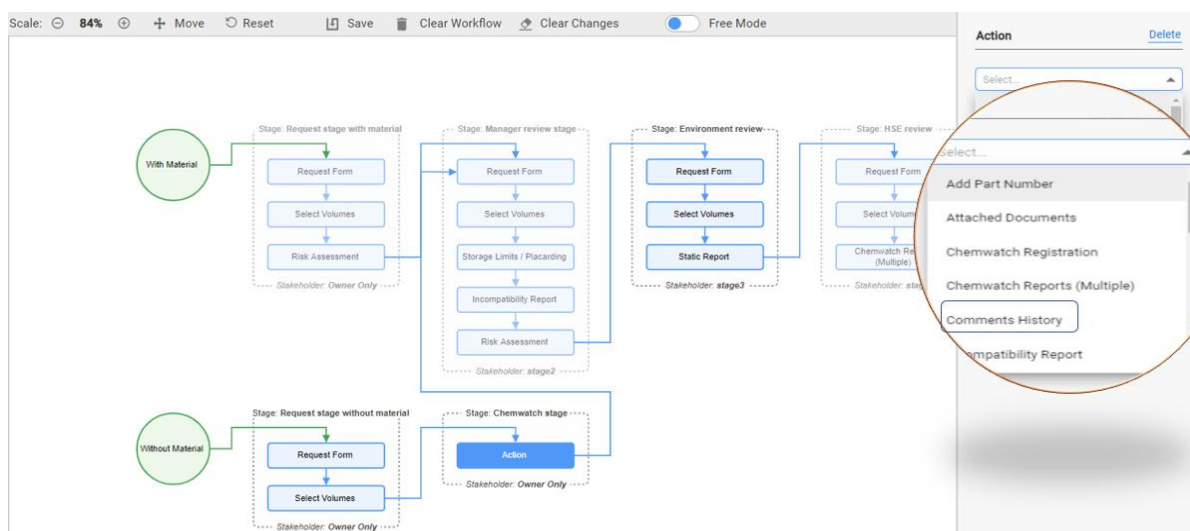 Scale: 84% Move Reset Save Clear Workflow Clear Changes Free Mode
Action Delete
Select...
With Material
Stage: Request stage with material
Request Form
Select Volumes
Risk Assessment
Stakeholder: Owner Only
Stage: Manager review stage
Request Form
Select Volumes
Storage Limits / Placarding
Incompatibility Report
Risk Assessment
Stakeholder: stage2
Stage: Environment review
Request Form
Select Volumes
Static Report
Stakeholder: stage3
Stage: HSE review
Request Form
Select
Chemwatch
(Multiple)
Stakeholder:
Select...
Add Part Number
Attached Documents
Chemwatch Registration
Chemwatch Reports (Multiple)
Comments History
Report
Without Material
Stage: Request stage without material
Request Form
Select Volumes
Stakeholder: Owner Only
Stage: Chemwatch stage
Action
Stakeholder: Owner Only